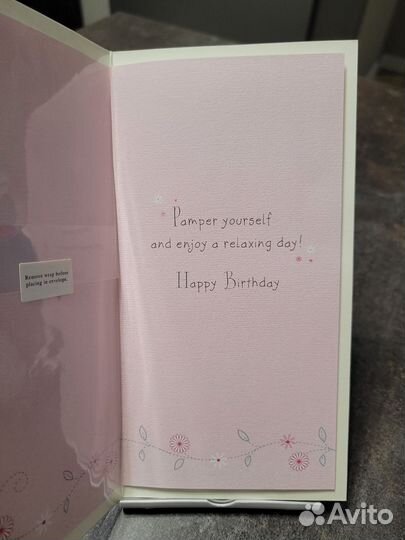 Pamper yourself
and enjoy a relaxing day!
Happy Birthday
Remove wrap before
placing in envelope.
Avito